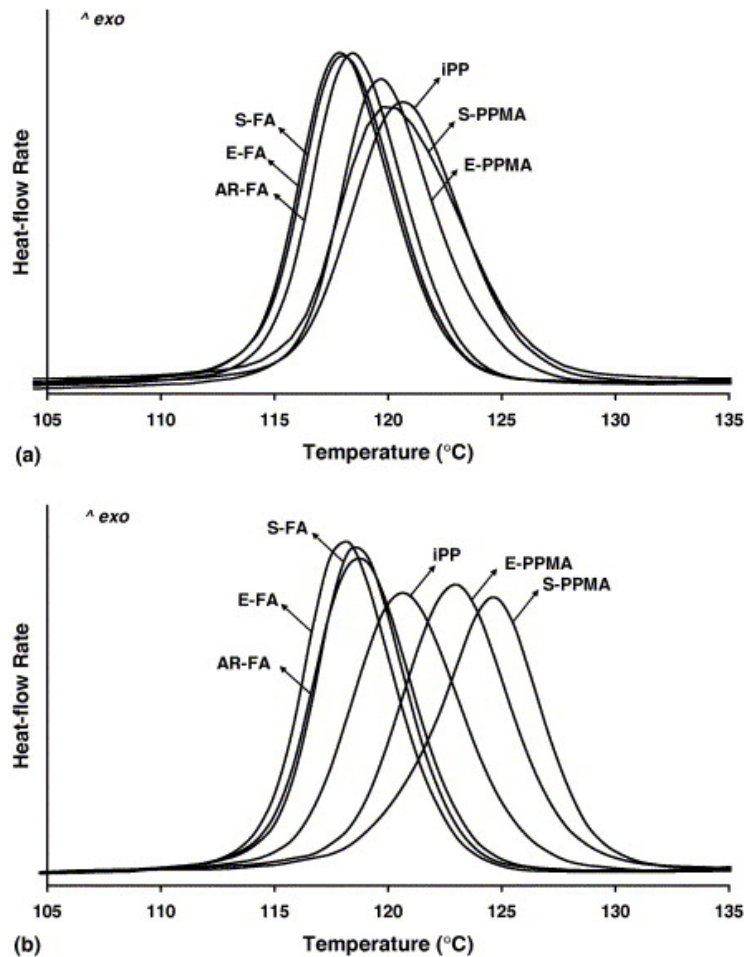 ^ exo
iPP
S-FA
S-PPMA
E-FA
E-PPMA
AR-FA
Heat-flow Rate
105 110 115 120 125 130 135
(a) Temperature (°C)
^ exo
S-FA
iPP
E-PPMA
S-PPMA
E-FA
AR-FA
Heat-flow Rate
105 110 115 120 125 130 135
(b) Temperature (°C)